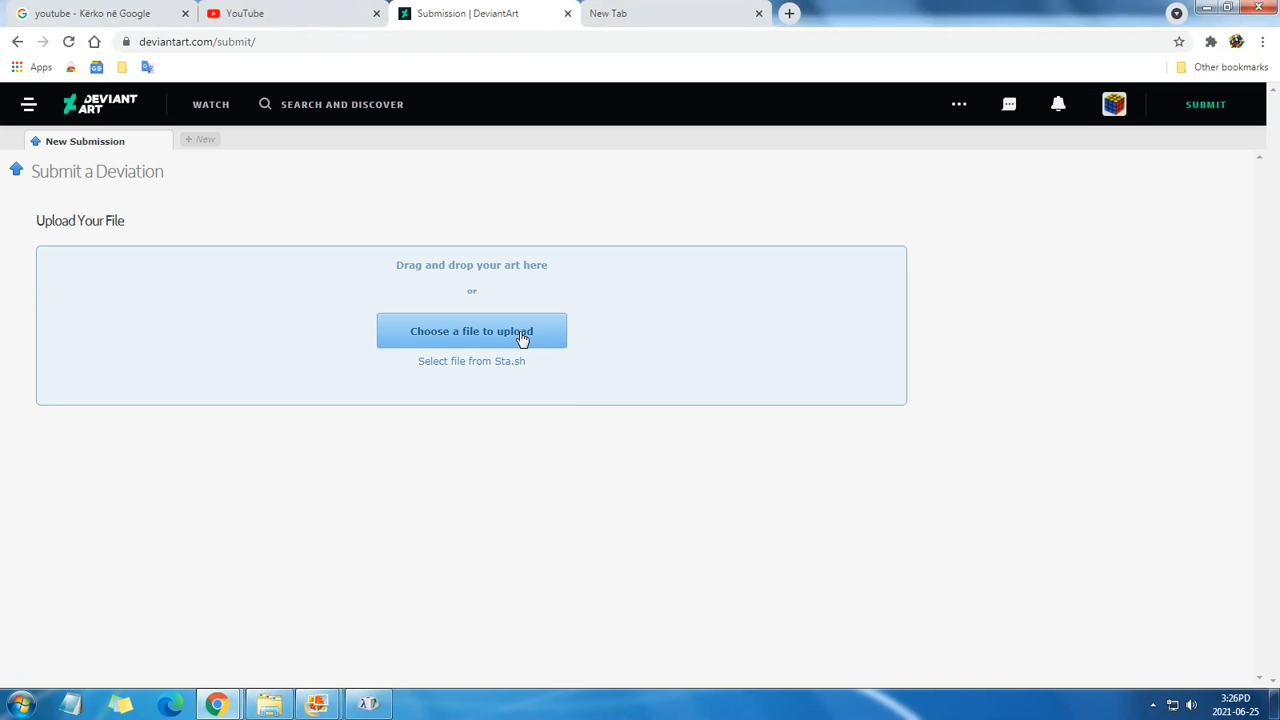 youtube - Kërko në Google
YouTube
Submission | DeviantArt
New Tab
deviantart.com/submit/
Apps
Other bookmarks
DEVIANT ART
WATCH
SEARCH AND DISCOVER
SUBMIT
New Submission
+ New
Submit a Deviation
Upload Your File
Drag and drop your art here
or
Choose a file to upload
Select file from Sta.sh
3:26PD
2021-06-25